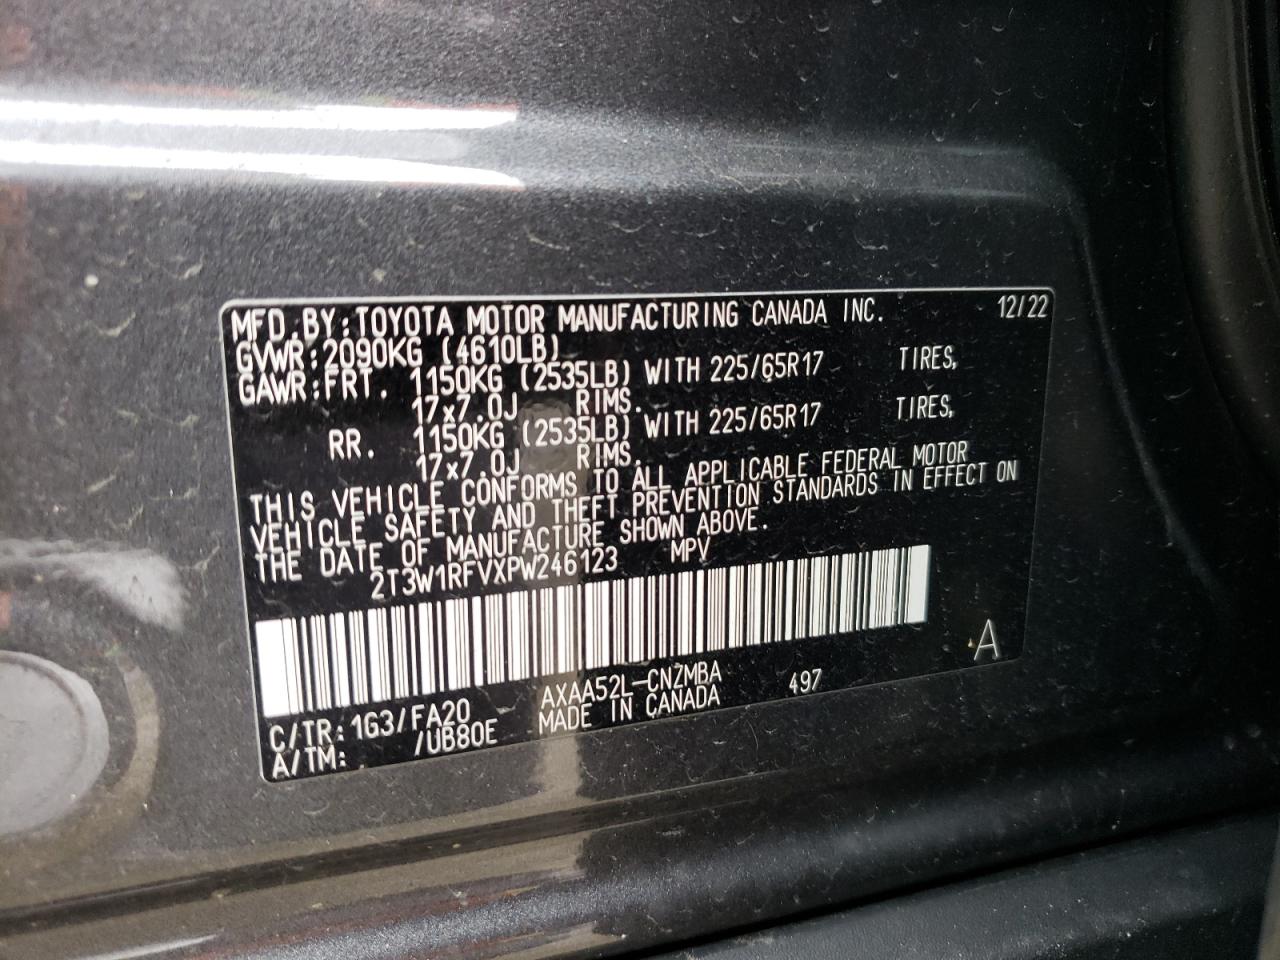 MFD.BY:TOYOTA MOTOR MANUFACTURING CANADA INC. 12/22
GVWR:2090KG (4610LB)
GAWR:FRT. 1150KG (2535LB) WITH 225/65R17 TIRES,
17x7.0J RIMS.
RR. 1150KG (2535LB) WITH 225/65R17 TIRES,
17x7.0J RIMS.
THIS VEHICLE CONFORMS TO ALL APPLICABLE FEDERAL MOTOR
VEHICLE SAFETY AND THEFT PREVENTION STANDARDS IN EFFECT ON
THE DATE OF MANUFACTURE SHOWN ABOVE.
2T3W1RFVXPW246123 MPV
A
C/TR:1G3/FA20 AXAA52L-CNZMBA 497
A/TM: /UB80E MADE IN CANADA